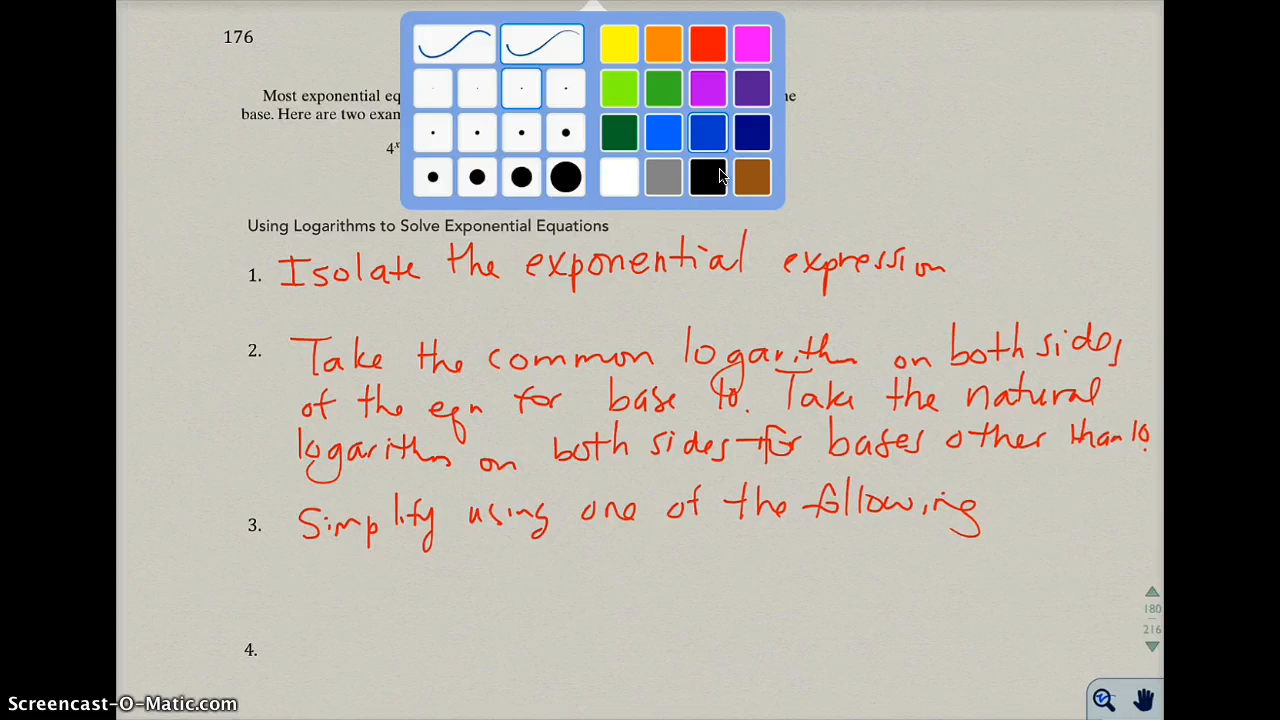 176
Most exponential eq
he
base. Here are two exam
4ˣ
Using Logarithms to Solve Exponential Equations
1. Isolate the exponential expression
2. Take the common logarithm on both sides
of the eqn for base 10. Take the natural
logarithm on both sides for bases other than 10.
3. Simplify using one of the following
180
216
4.
Screencast-O-Matic.com